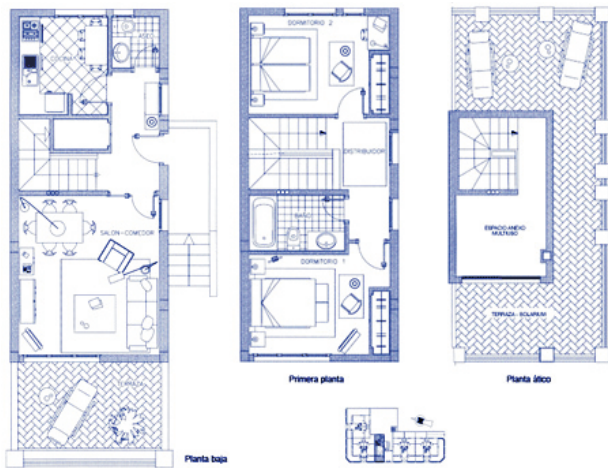 COCINA
ASEO
SALON-COMEDOR
TERRAZA
Planta baja
DORMITORIO 2
DISTRIBUIDOR
BAÑO
DORMITORIO 1
Primera planta
ESPACIO ANEXO
MULTIUSO
TERRAZA - SOLARIUM
Planta ático